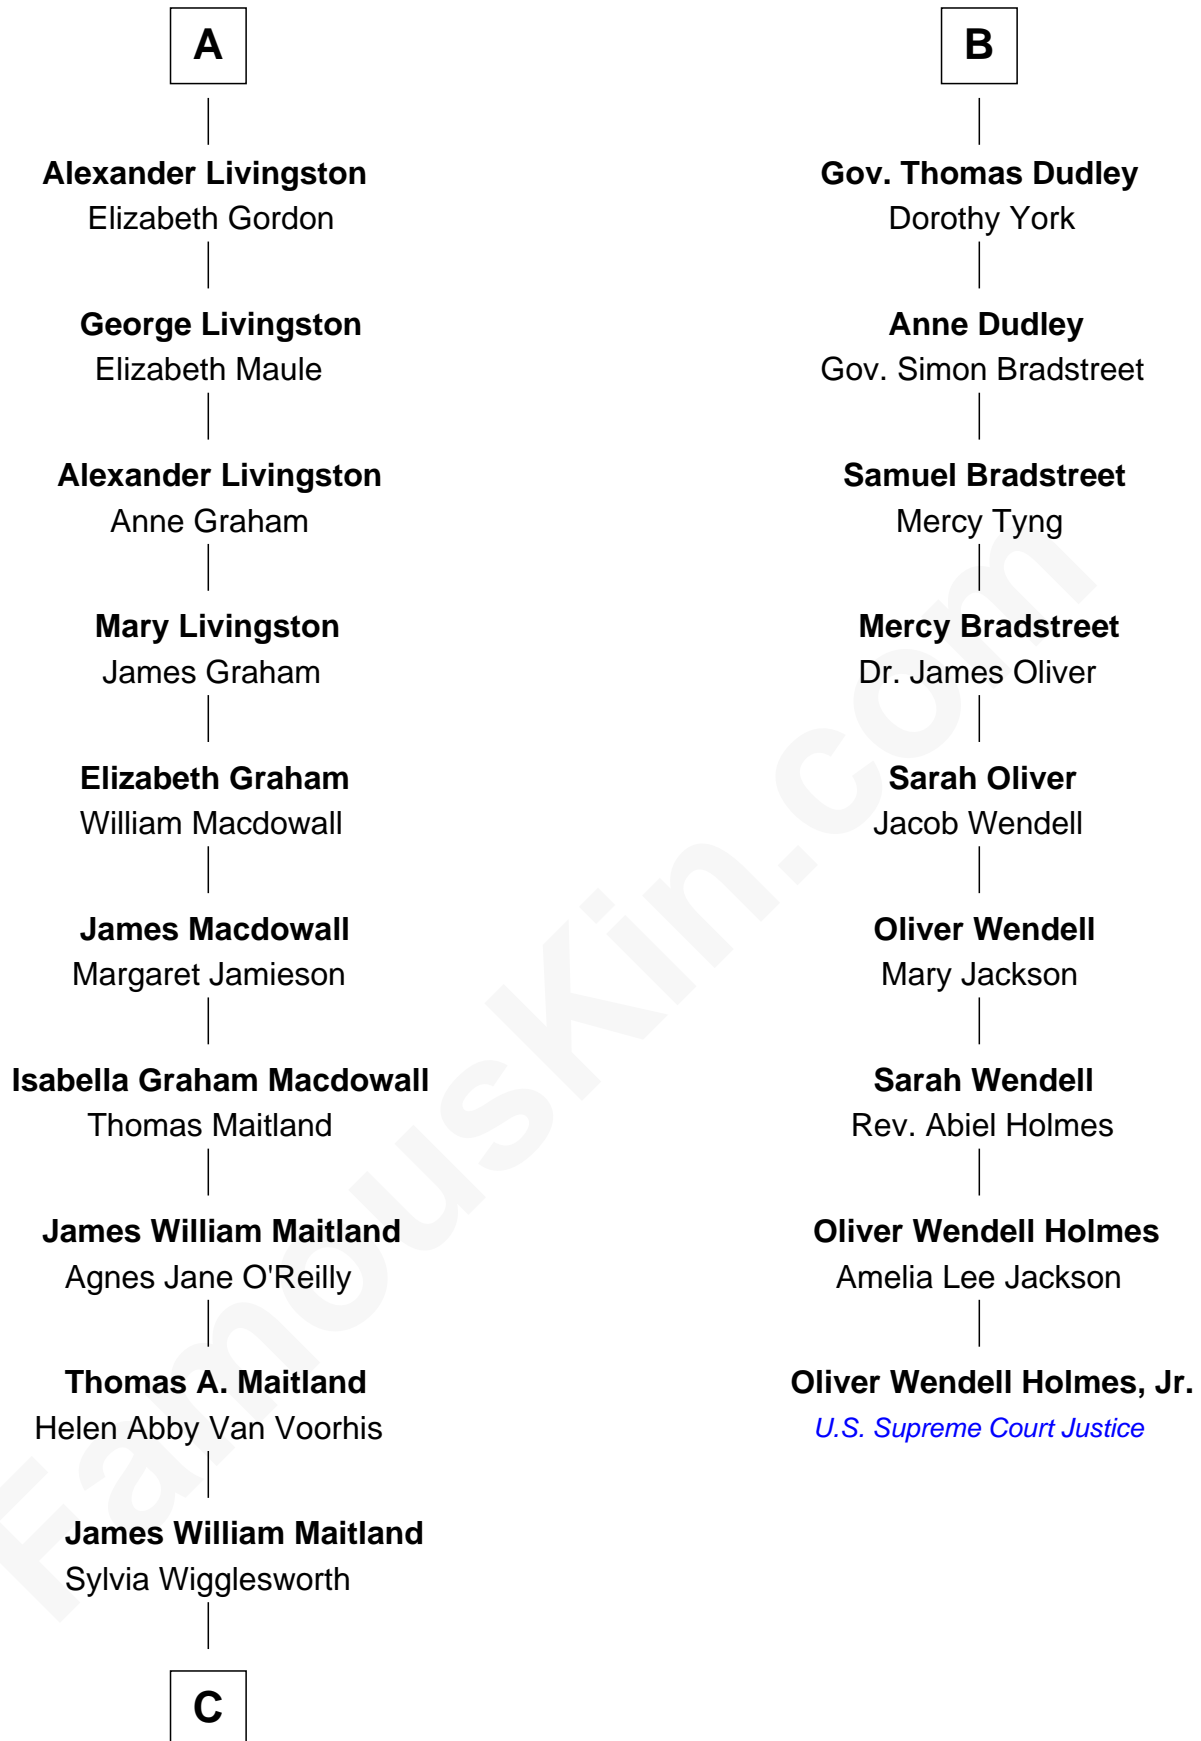 A
Alexander Livingston
Elizabeth Gordon
George Livingston
Elizabeth Maule
Alexander Livingston
Anne Graham
Mary Livingston
James Graham
Elizabeth Graham
William Macdowall
James Macdowall
Margaret Jamieson
Isabella Graham Macdowall
Thomas Maitland
James William Maitland
Agnes Jane O'Reilly
Thomas A. Maitland
Helen Abby Van Voorhis
James William Maitland
Sylvia Wigglesworth
C
B
Gov. Thomas Dudley
Dorothy York
Anne Dudley
Gov. Simon Bradstreet
Samuel Bradstreet
Mercy Tyng
Mercy Bradstreet
Dr. James Oliver
Sarah Oliver
Jacob Wendell
Oliver Wendell
Mary Jackson
Sarah Wendell
Rev. Abiel Holmes
Oliver Wendell Holmes
Amelia Lee Jackson
Oliver Wendell Holmes, Jr.
U.S. Supreme Court Justice
FamousKin.com